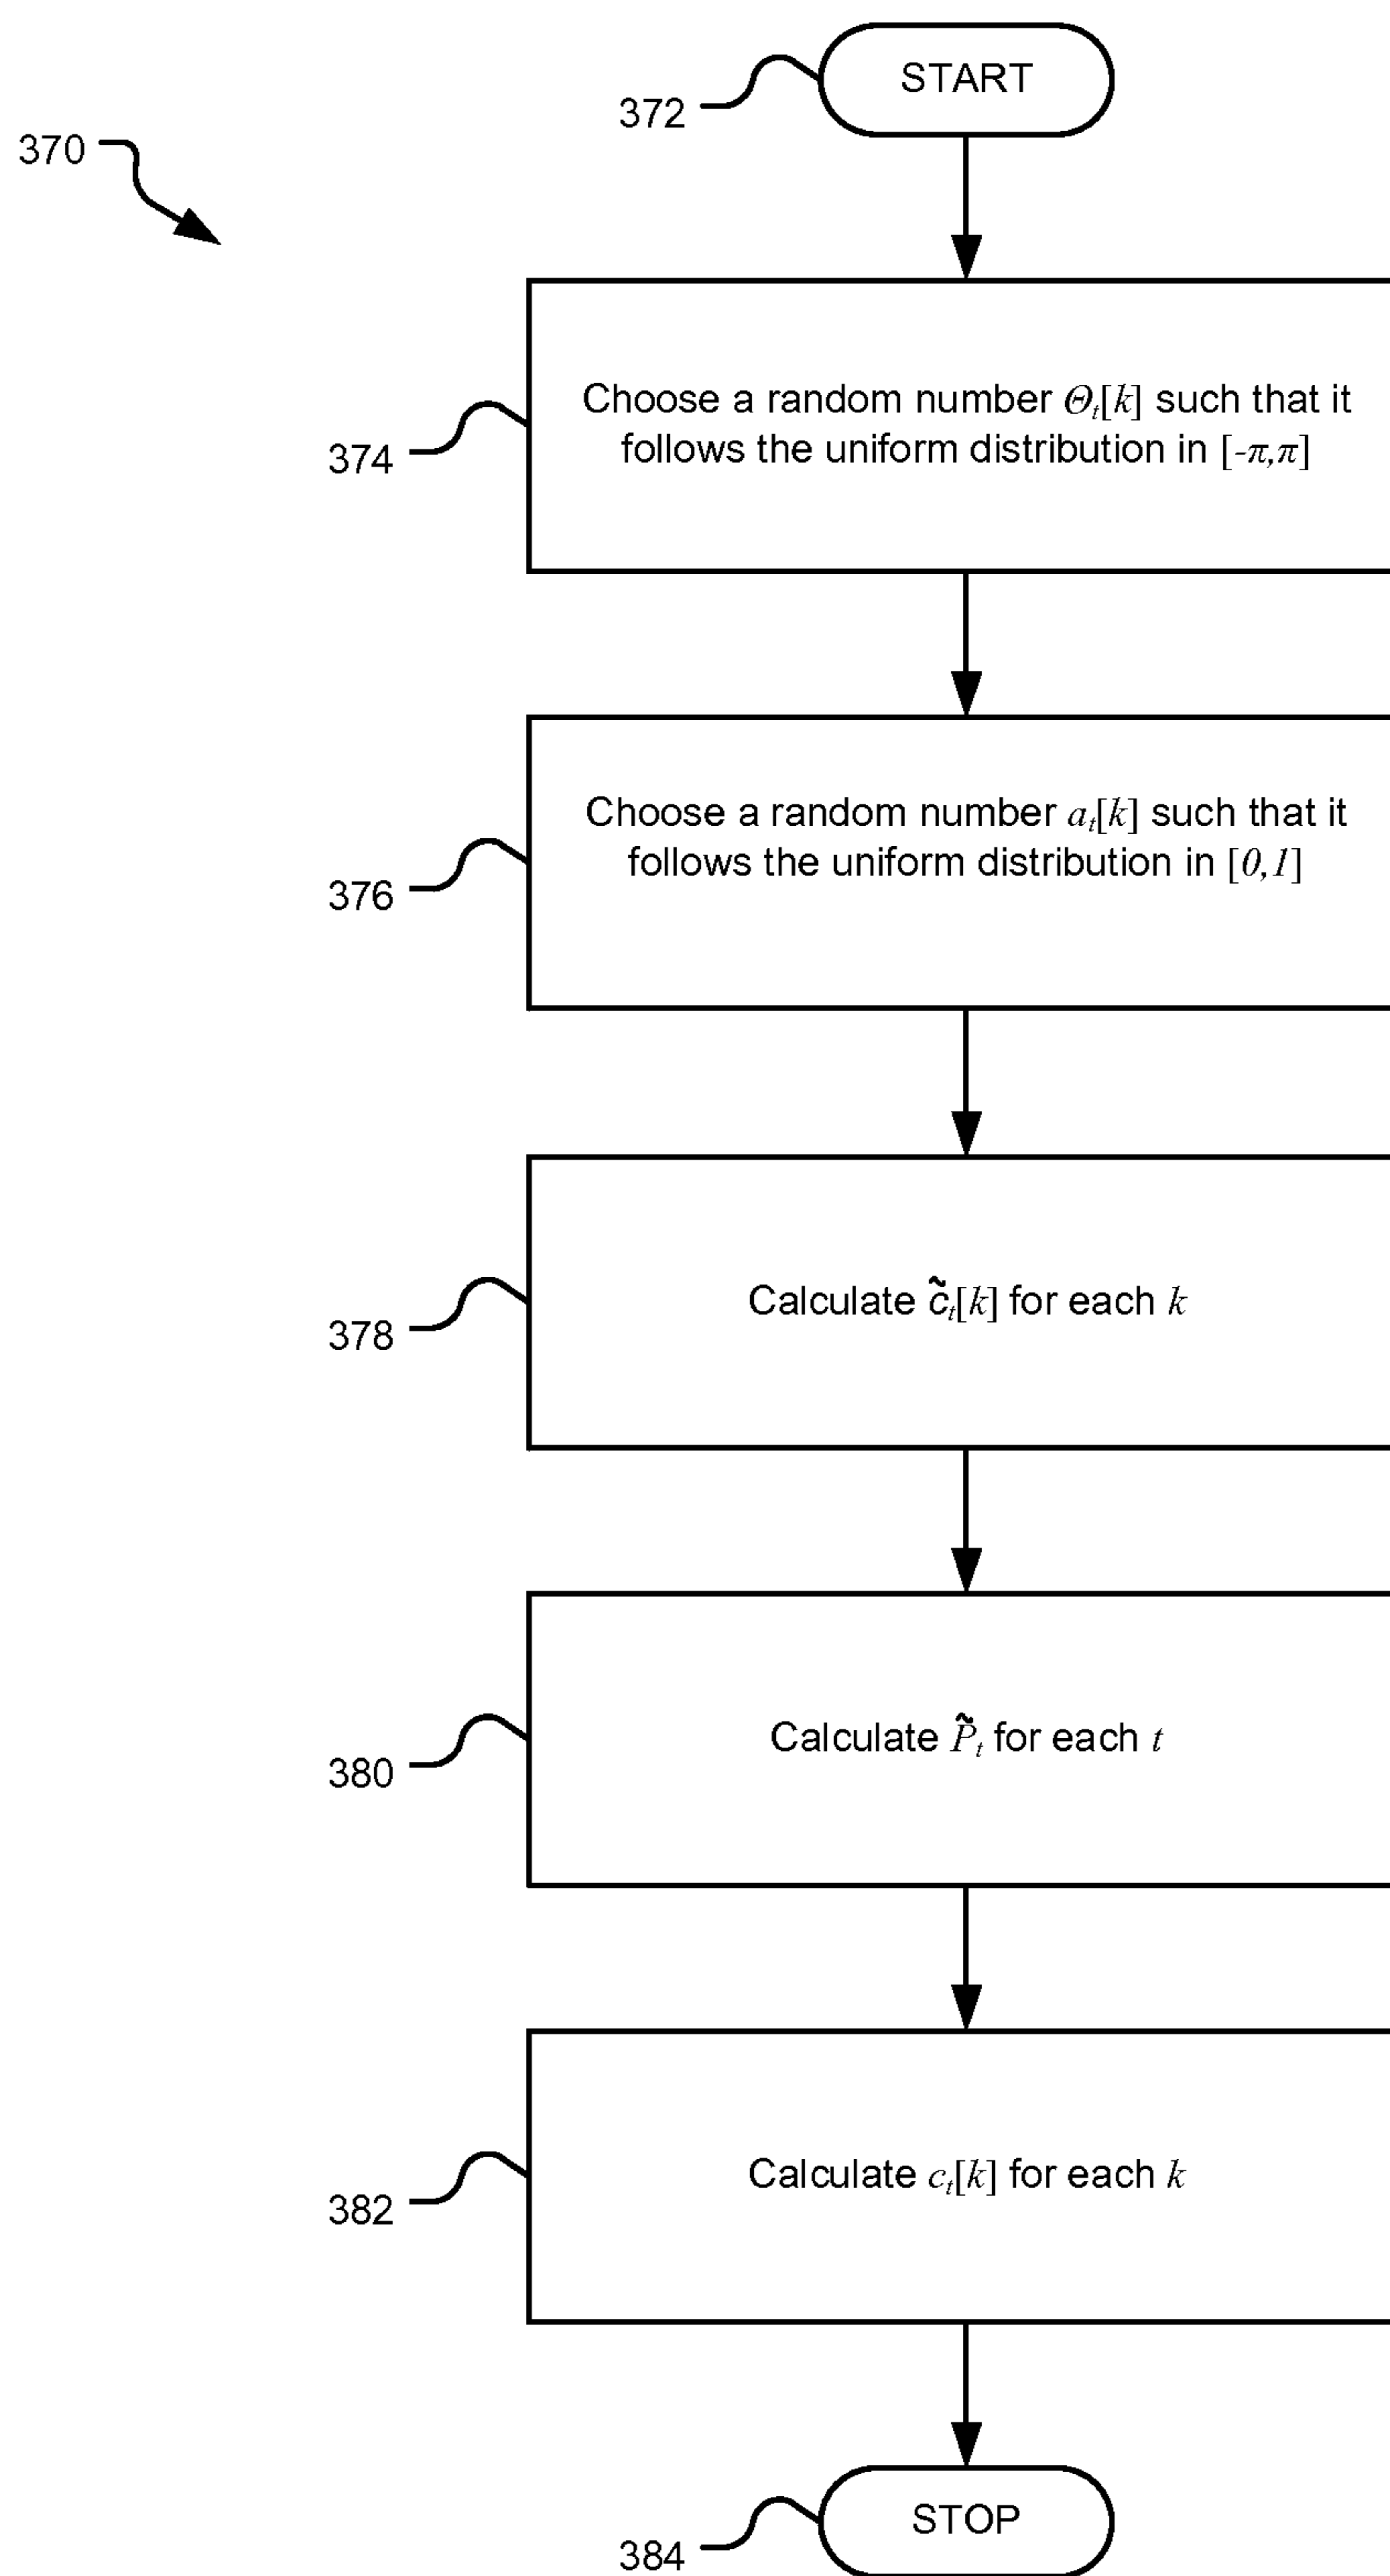 START
372
370
Choose a random number Θₜ[k] such that it
follows the uniform distribution in [-π,π]
374
Choose a random number aₜ[k] such that it
follows the uniform distribution in [0,1]
376
Calculate c̃ₜ[k] for each k
378
Calculate P̃ₜ for each t
380
Calculate cₜ[k] for each k
382
STOP
384